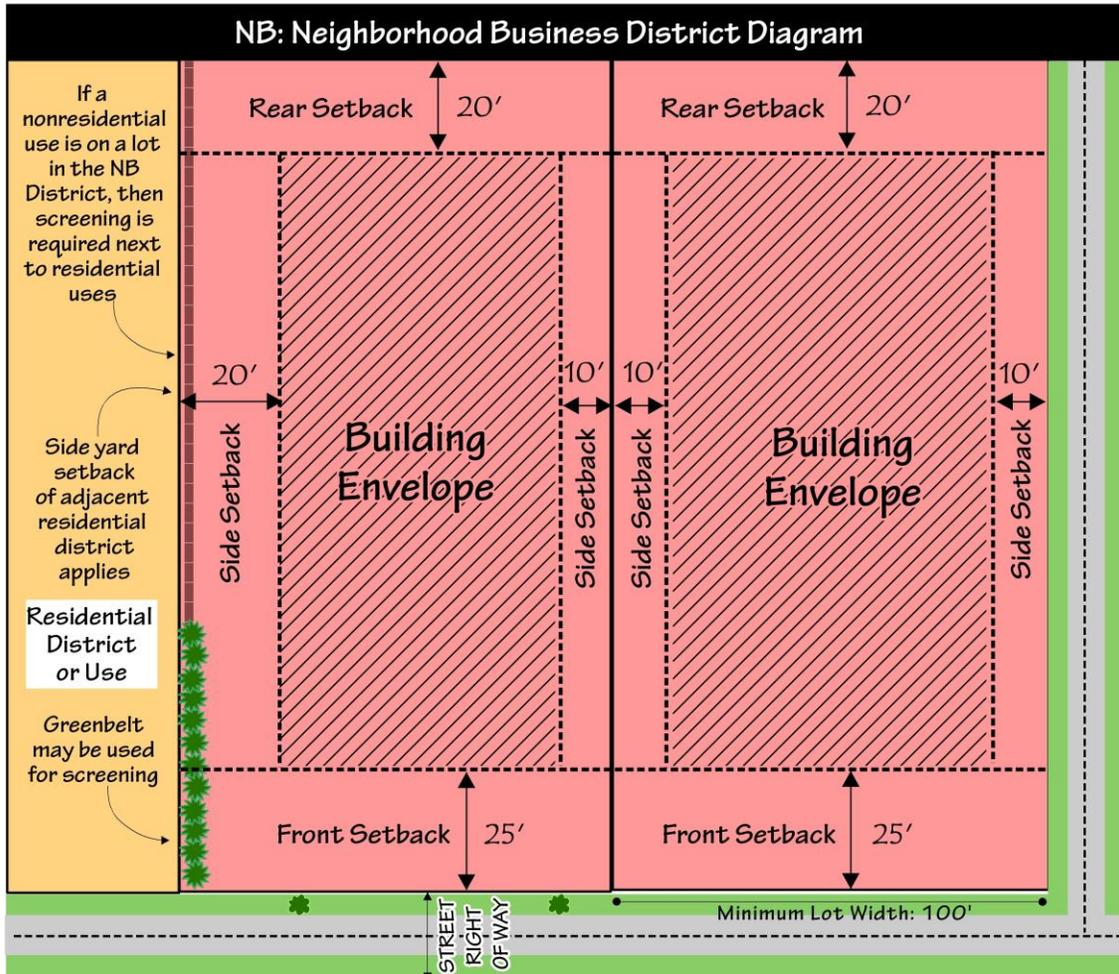 NB: Neighborhood Business District Diagram
If a
nonresidential
use is on a lot
in the NB
District, then
screening is
required next
to residential
uses
Side yard
setback
of adjacent
residential
district
applies
Residential
District
or Use
Greenbelt
may be used
for screening
Rear Setback 20'
Rear Setback 20'
20'
10'
10'
10'
Side Setback
Building
Envelope
Side Setback
Side Setback
Building
Envelope
Side Setback
Front Setback 25'
Front Setback 25'
STREET
RIGHT
OF WAY
Minimum Lot Width: 100'